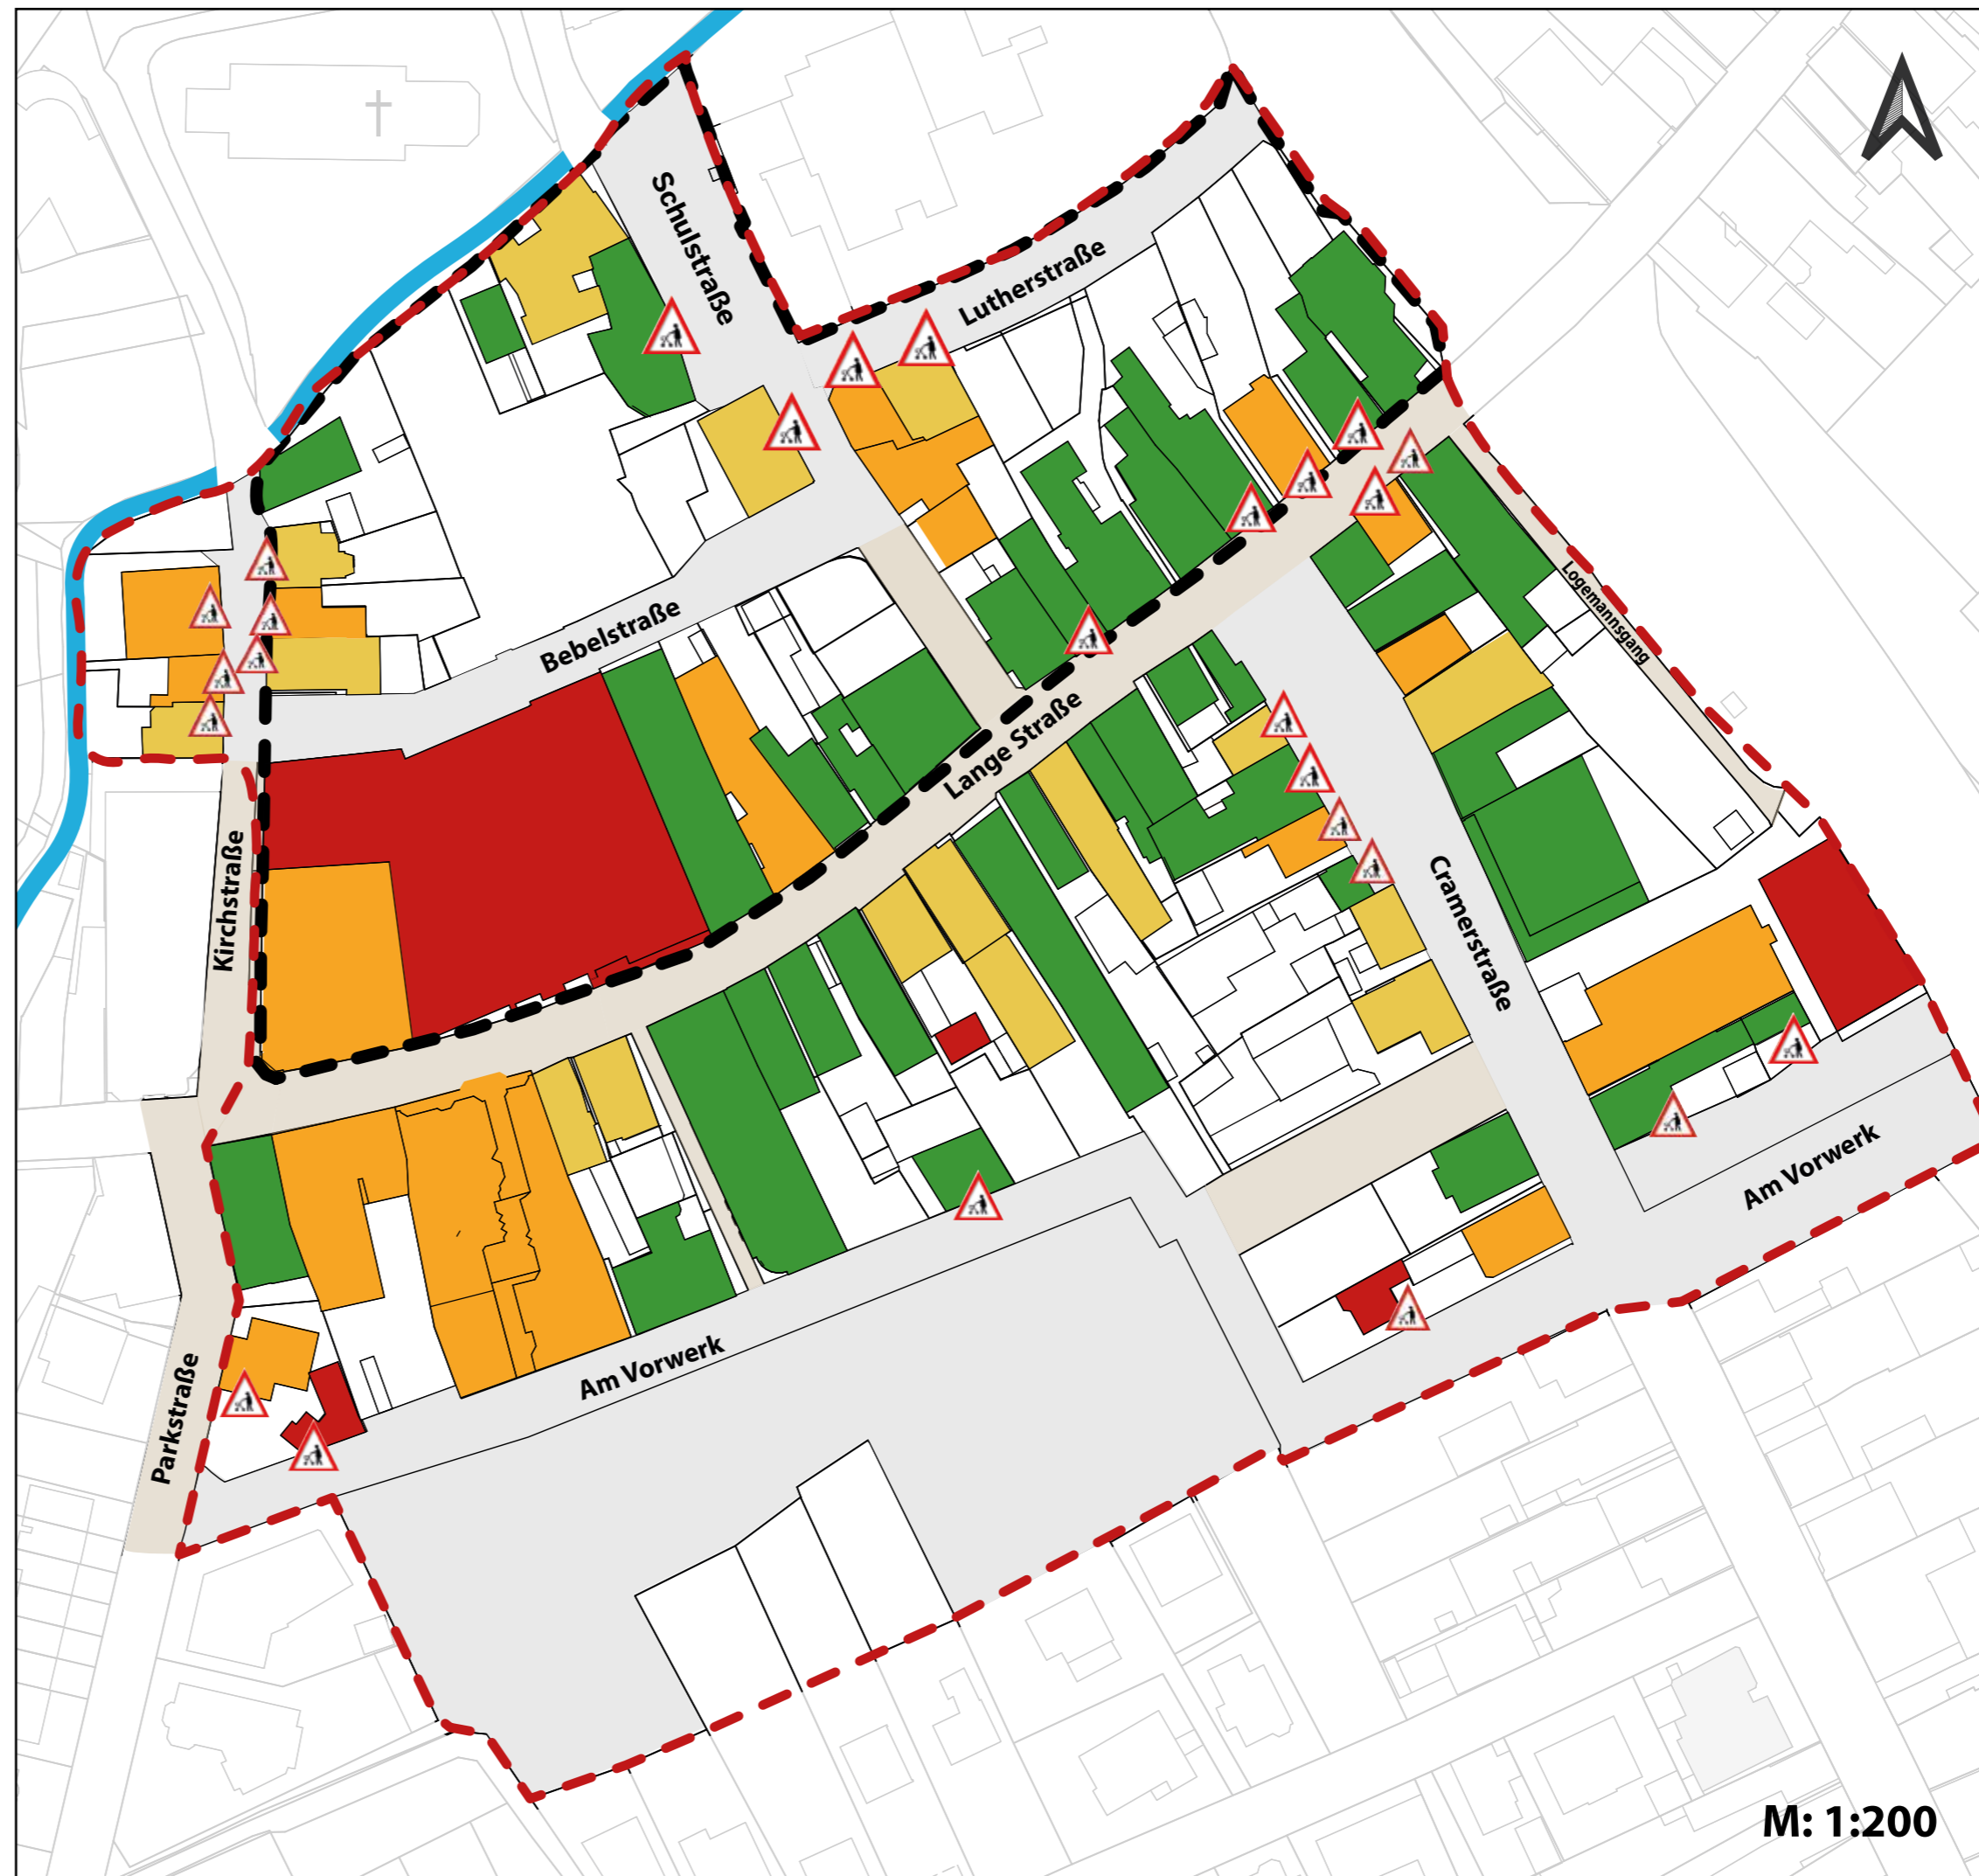 Schulstraße
Lutherstraße
Bebelstraße
Logemannsgang
Lange Straße
Kirchstraße
Cramerstraße
Am Vorwerk
Am Vorwerk
Parkstraße
M: 1:200